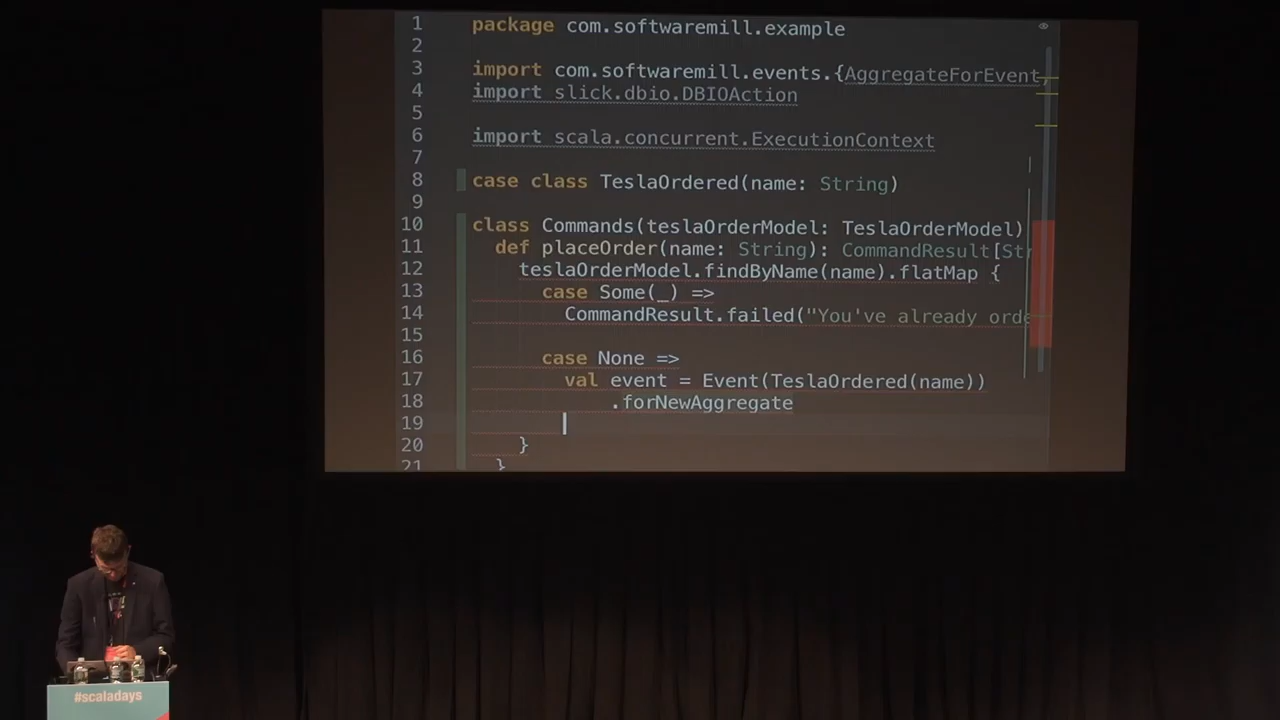 1 package com.softwaremill.example
2
3 import com.softwaremill.events.{AggregateForEvent,
4 import slick.dbio.DBIOAction
5
6 import scala.concurrent.ExecutionContext
7
8 case class TeslaOrdered(name: String)
9
10 class Commands(teslaOrderModel: TeslaOrderModel)
11 def placeOrder(name: String): CommandResult[Str
12 teslaOrderModel.findByName(name).flatMap {
13 case Some(_) =>
14 CommandResult.failed("You've already orde
15
16 case None =>
17 val event = Event(TeslaOrdered(name))
18 .forNewAggregate
19
20 }
21 }
#scaladays